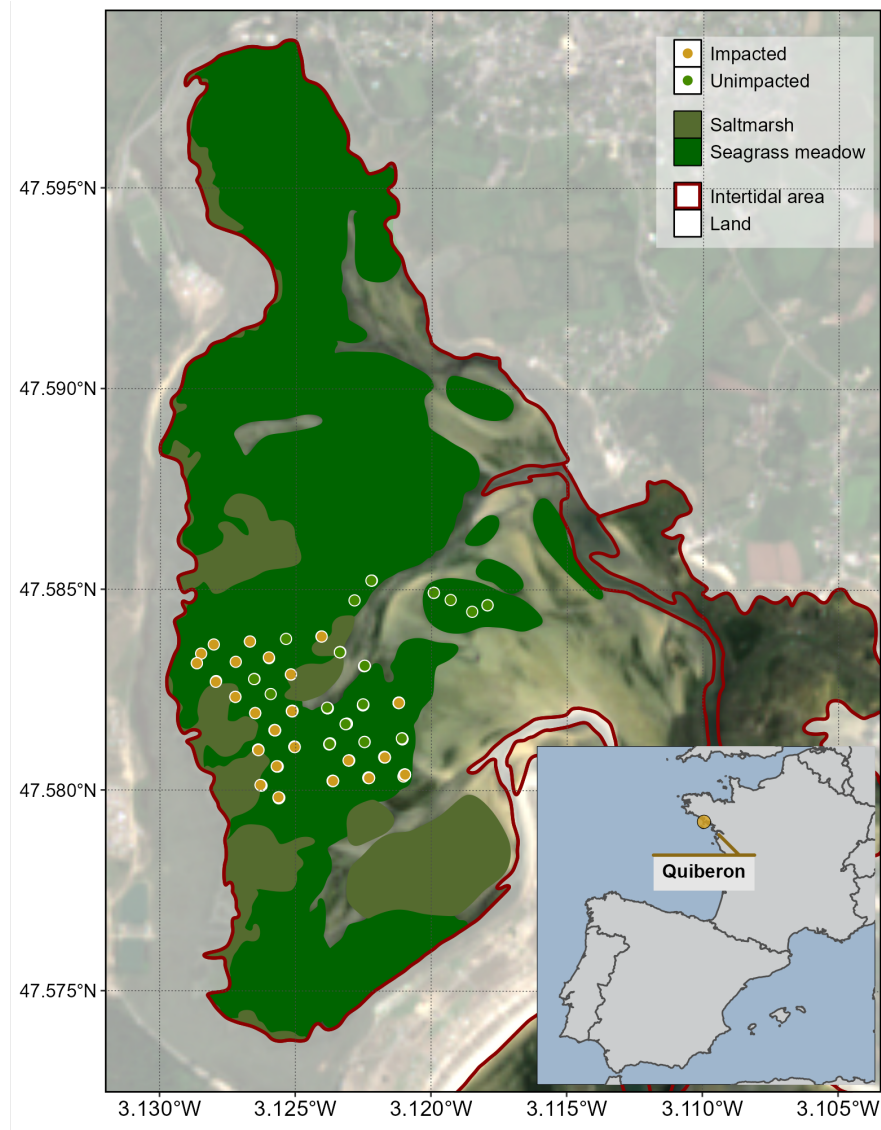 Impacted
Unimpacted
Saltmarsh
Seagrass meadow
Intertidal area
Land
47.595°N
47.590°N
47.585°N
47.580°N
47.575°N
Quiberon
3.130°W 3.125°W 3.120°W 3.115°W 3.110°W 3.105°W